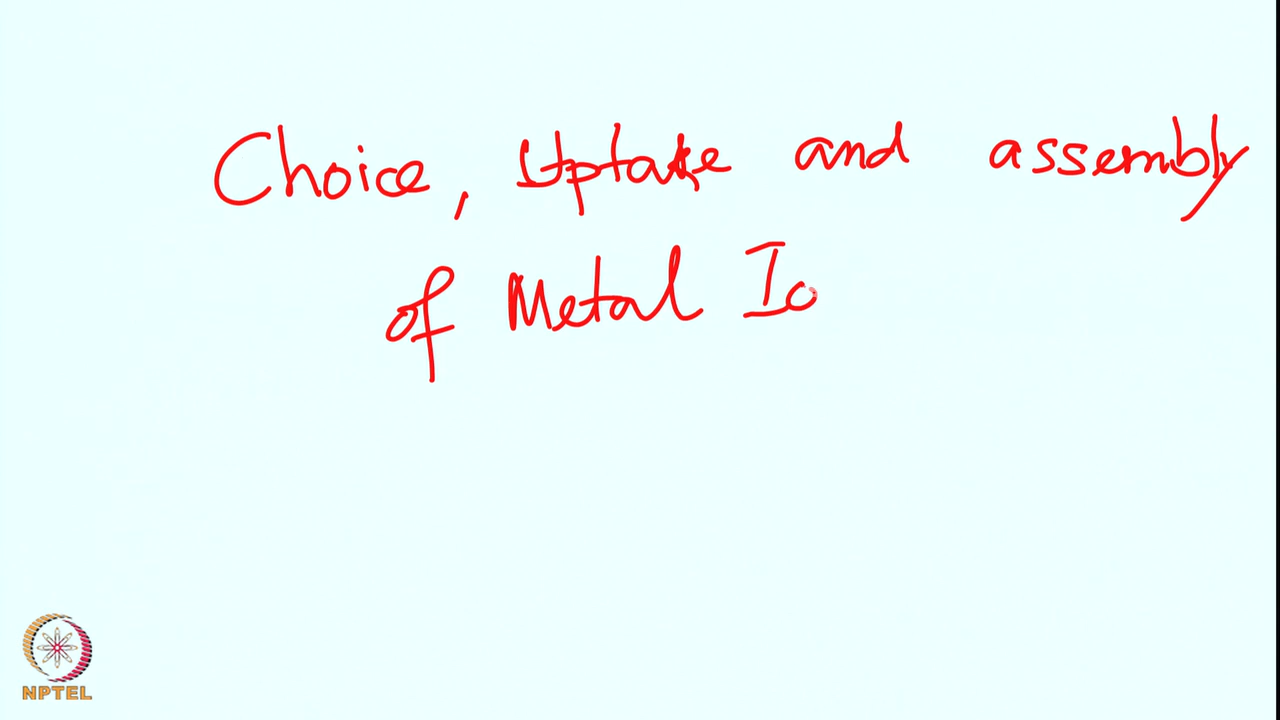 Choice, Uptake and assembly
of Metal Io
NPTEL